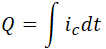 Q = ∫ i_c dt